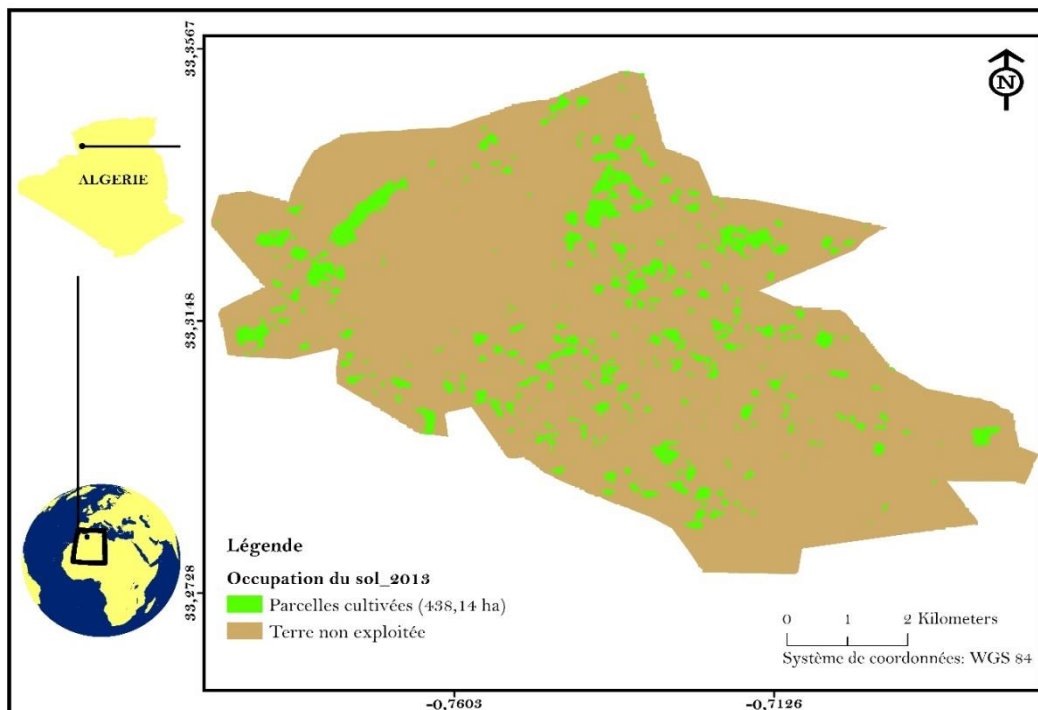 33,3567
N
ALGERIE
33,3148
Légende
Occupation du sol_2013
Parcelles cultivées (438,14 ha)
Terre non exploitée
33,2728
0 1 2 Kilometers
Système de coordonnées: WGS 84
-0,7603
-0,7126